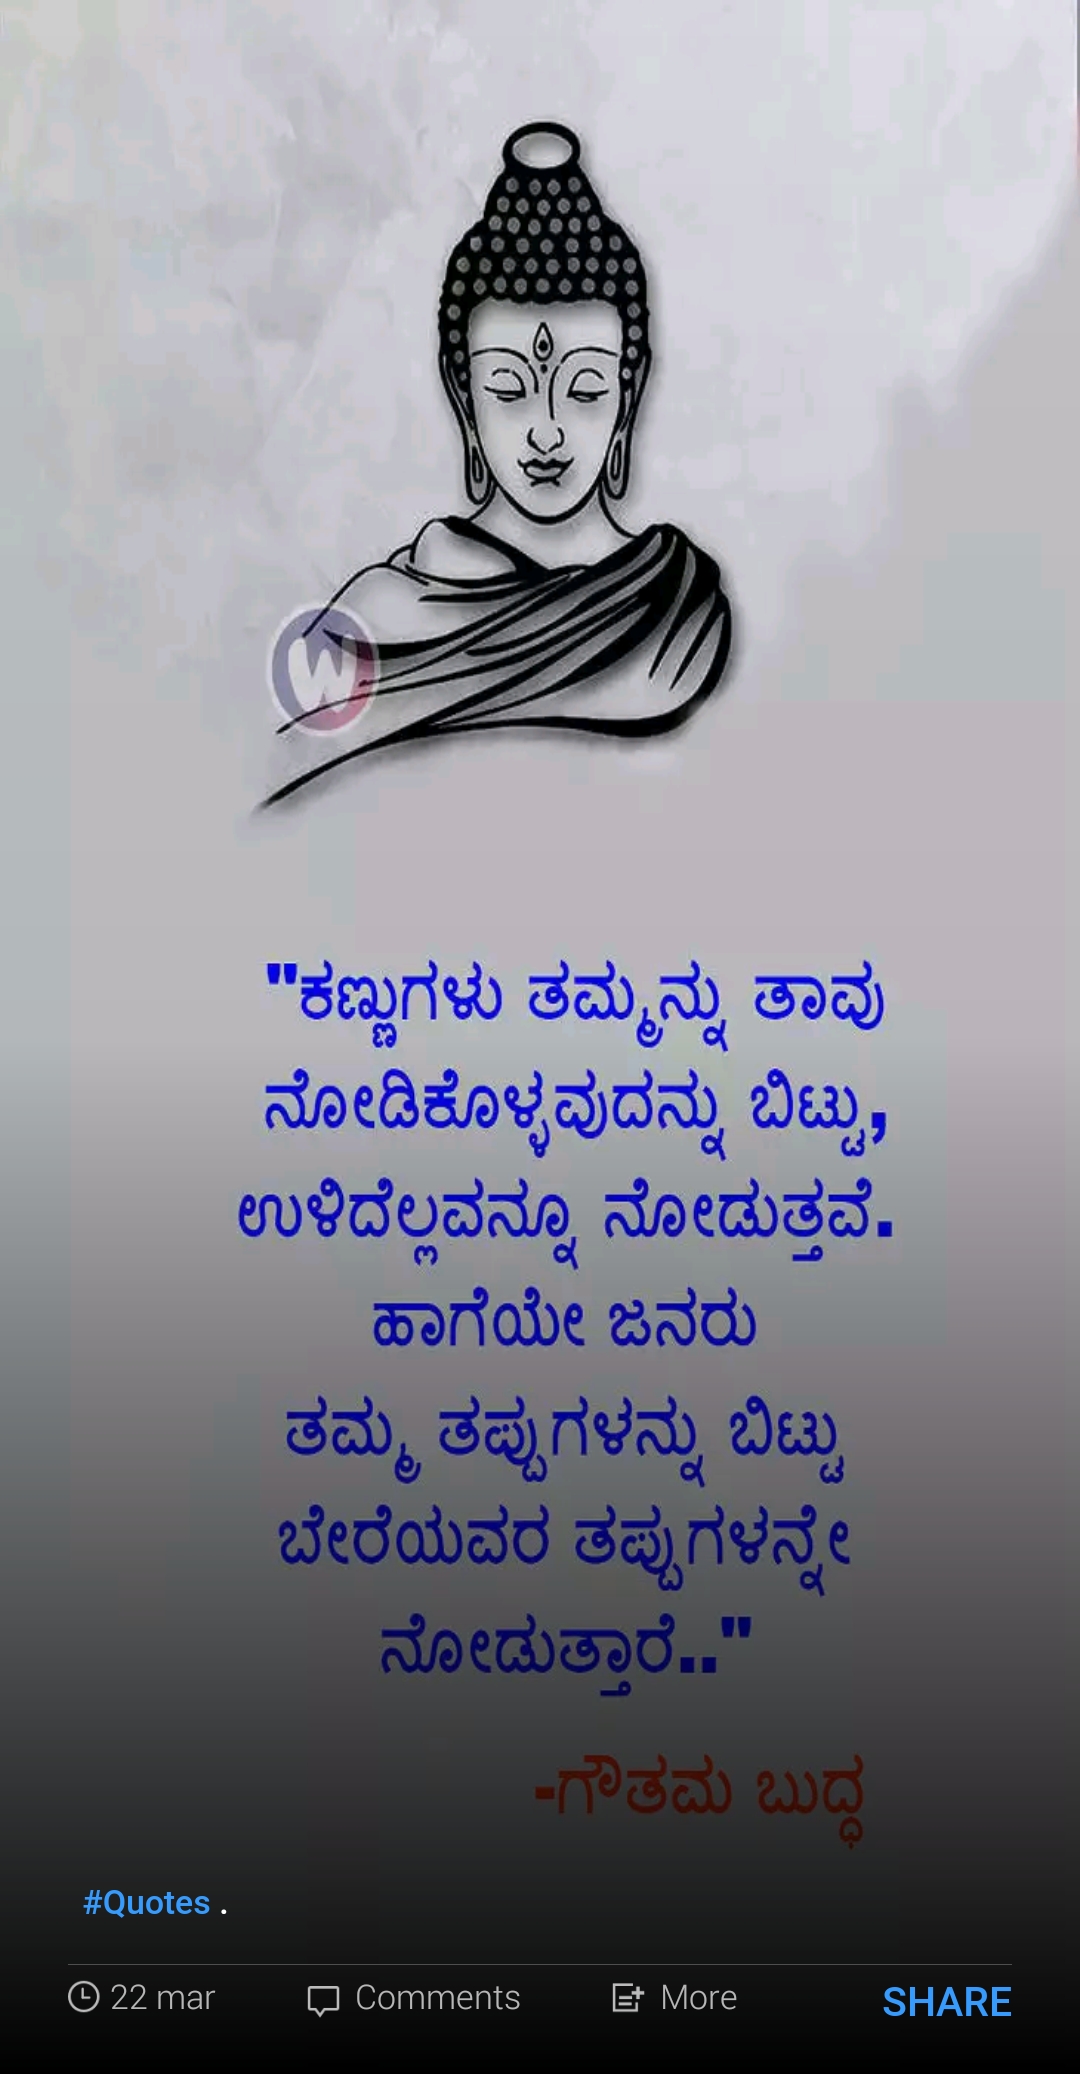 W
"ಕಣ್ಣುಗಳು ತಮ್ಮನ್ನು ತಾವು
ನೋಡಿಕೊಳ್ಳವುದನ್ನು ಬಿಟ್ಟು,
ಉಳಿದೆಲ್ಲವನ್ನೂ ನೋಡುತ್ತವೆ.
ಹಾಗೆಯೇ ಜನರು
ತಮ್ಮ ತಪ್ಪುಗಳನ್ನು ಬಿಟ್ಟು
ಬೇರೆಯವರ ತಪ್ಪುಗಳನ್ನೇ
ನೋಡುತ್ತಾರೆ.."
-ಗೌತಮ ಬುದ್ಧ
#Quotes .
22 mar Comments More SHARE